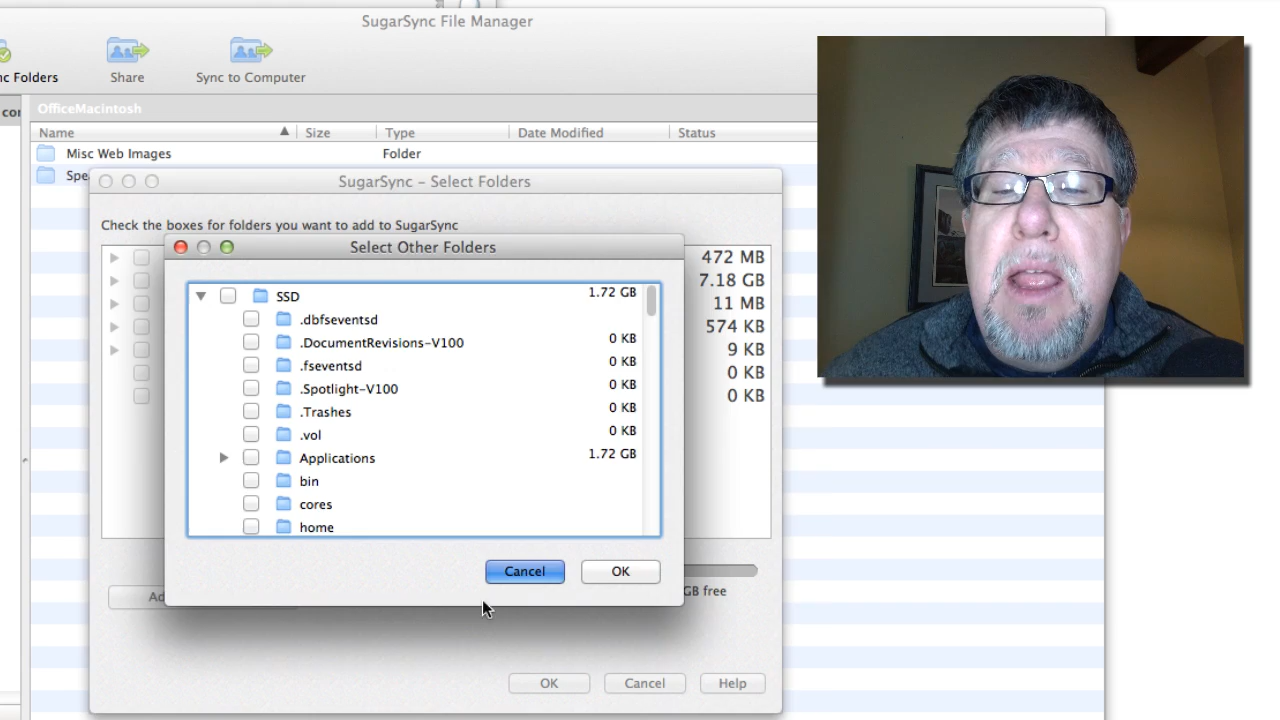 SugarSync File Manager
nc Folders
Share
Sync to Computer
con
OfficeMacintosh
Name Size Type Date Modified Status
Misc Web Images Folder
Spe
SugarSync – Select Folders
Check the boxes for folders you want to add to SugarSync
Select Other Folders
472 MB
7.18 GB
11 MB
574 KB
9 KB
0 KB
0 KB
SSD 1.72 GB
.dbfseventsd
.DocumentRevisions-V100 0 KB
.fseventsd 0 KB
.Spotlight-V100 0 KB
.Trashes 0 KB
.vol 0 KB
Applications 1.72 GB
bin
cores
home
Cancel OK
Ad
GB free
OK Cancel Help